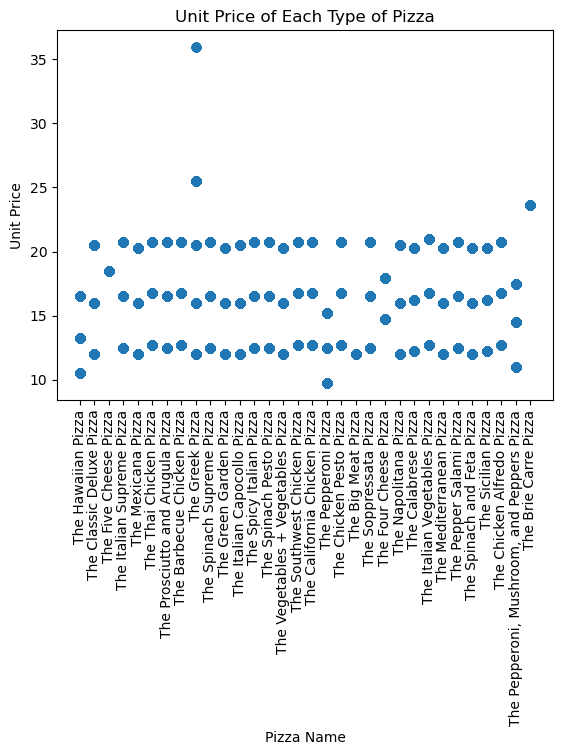 Unit Price of Each Type of Pizza
35
30
25
20
15
10
Unit Price
The Hawaiian Pizza
The Classic Deluxe Pizza
The Five Cheese Pizza
The Italian Supreme Pizza
The Mexicana Pizza
The Thai Chicken Pizza
The Prosciutto and Arugula Pizza
The Barbecue Chicken Pizza
The Greek Pizza
The Spinach Supreme Pizza
The Green Garden Pizza
The Italian Capocollo Pizza
The Spicy Italian Pizza
The Spinach Pesto Pizza
The Vegetables + Vegetables Pizza
The Southwest Chicken Pizza
The California Chicken Pizza
The Pepperoni Pizza
The Chicken Pesto Pizza
The Big Meat Pizza
The Soppressata Pizza
The Four Cheese Pizza
The Napolitana Pizza
The Calabrese Pizza
The Italian Vegetables Pizza
The Mediterranean Pizza
The Pepper Salami Pizza
The Spinach and Feta Pizza
The Sicilian Pizza
The Chicken Alfredo Pizza
The Pepperoni, Mushroom, and Peppers Pizza
The Brie Carre Pizza
Pizza Name